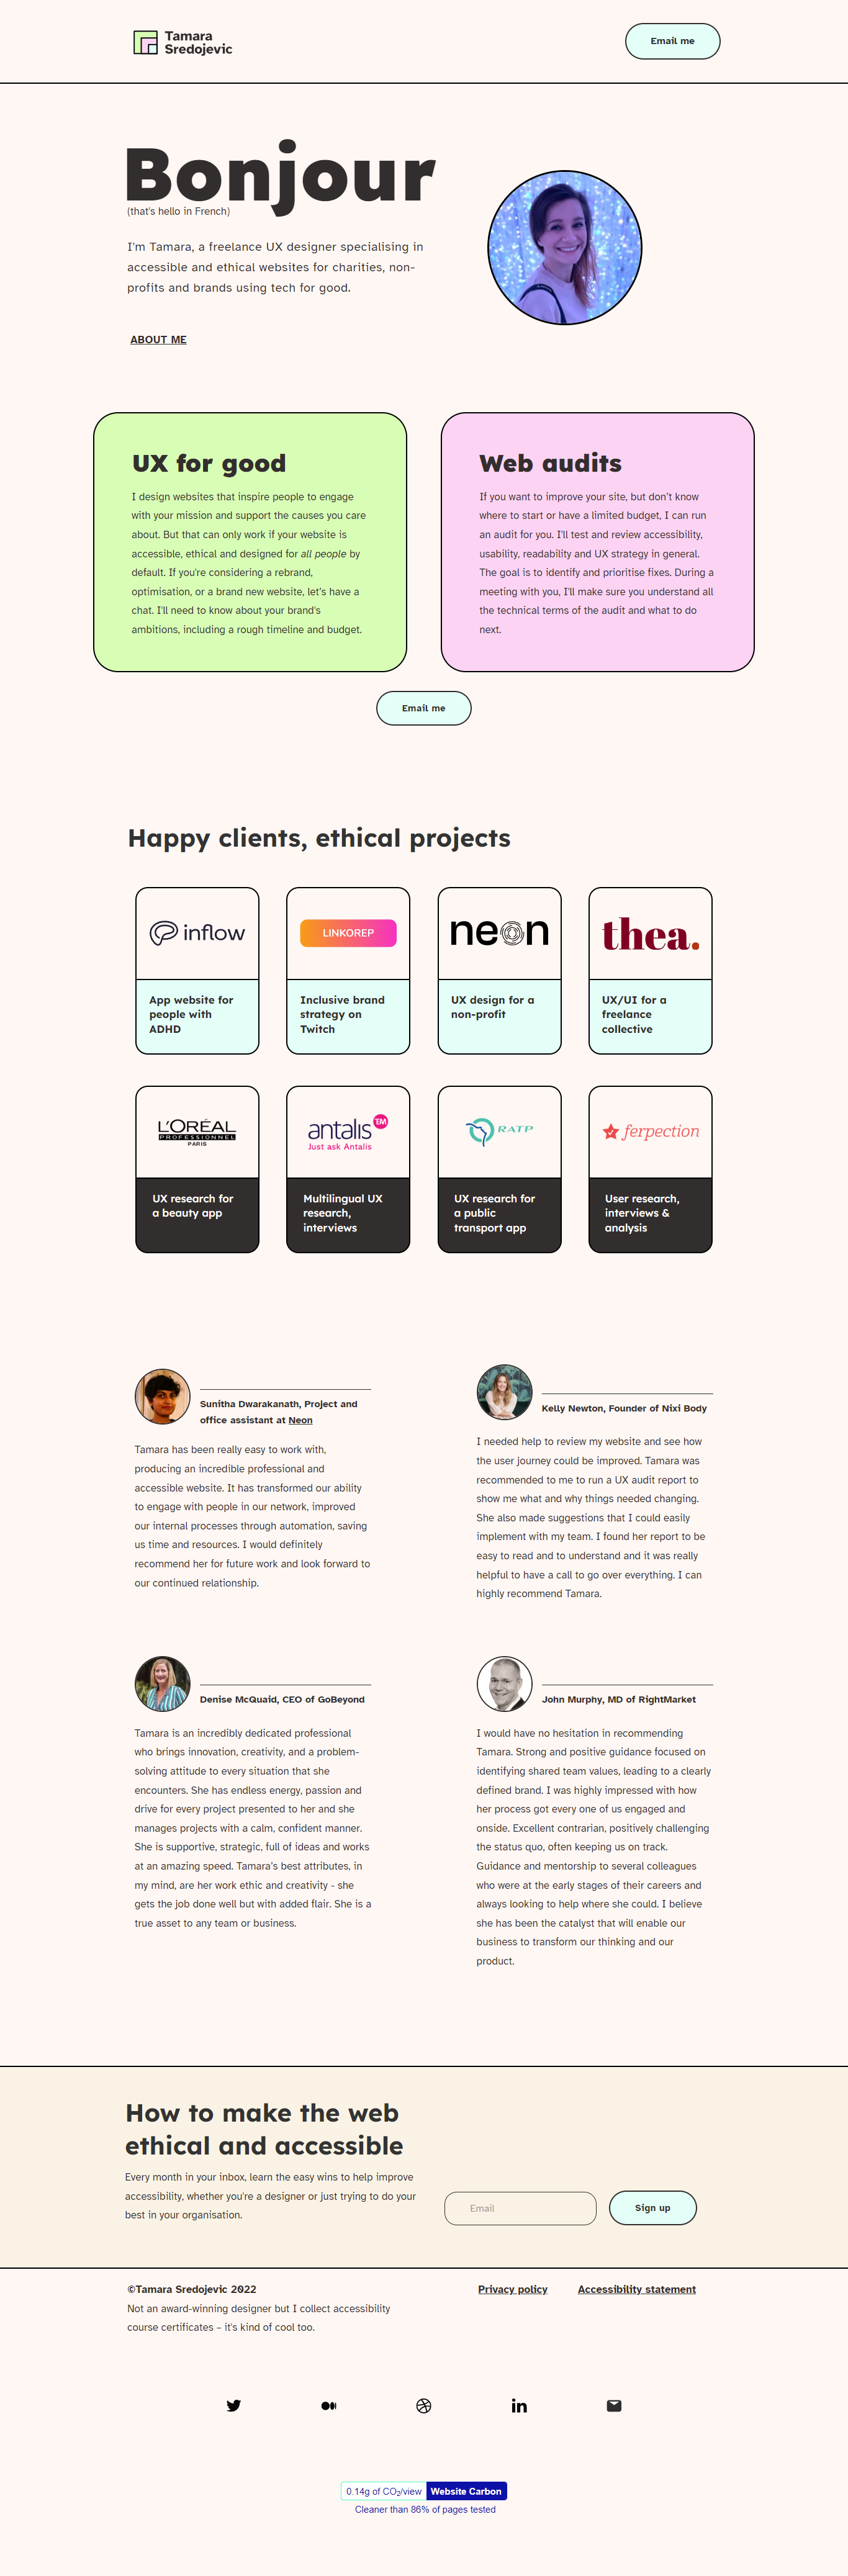 Tamara
Sredojevic
Email me
Bonjour
(that's hello in French)
I'm Tamara, a freelance UX designer specialising in
accessible and ethical websites for charities, non-
profits and brands using tech for good.
ABOUT ME
UX for good
I design websites that inspire people to engage
with your mission and support the causes you care
about. But that can only work if your website is
accessible, ethical and designed for all people by
default. If you're considering a rebrand,
optimisation, or a brand new website, let's have a
chat. I'll need to know about your brand's
ambitions, including a rough timeline and budget.
Web audits
If you want to improve your site, but don't know
where to start or have a limited budget, I can run
an audit for you. I'll test and review accessibility,
usability, readability and UX strategy in general.
The goal is to identify and prioritise fixes. During a
meeting with you, I'll make sure you understand all
the technical terms of the audit and what to do
next.
Email me
Happy clients, ethical projects
inflow
LINKOREP
neon
thea.
App website for
people with
ADHD
Inclusive brand
strategy on
Twitch
UX design for a
non-profit
UX/UI for a
freelance
collective
L'ORÉAL
PROFESSIONNEL
PARIS
antalis TM
Just ask Antalis
RATP
ferpection
UX research for
a beauty app
Multilingual UX
research,
interviews
UX research for
a public
transport app
User research,
interviews &
analysis
Sunitha Dwarakanath, Project and
office assistant at Neon
Tamara has been really easy to work with,
producing an incredible professional and
accessible website. It has transformed our ability
to engage with people in our network, improved
our internal processes through automation, saving
us time and resources. I would definitely
recommend her for future work and look forward to
our continued relationship.
Kelly Newton, Founder of Nixi Body
I needed help to review my website and see how
the user journey could be improved. Tamara was
recommended to me to run a UX audit report to
show me what and why things needed changing.
She also made suggestions that I could easily
implement with my team. I found her report to be
easy to read and to understand and it was really
helpful to have a call to go over everything. I can
highly recommend Tamara.
Denise McQuaid, CEO of GoBeyond
Tamara is an incredibly dedicated professional
who brings innovation, creativity, and a problem-
solving attitude to every situation that she
encounters. She has endless energy, passion and
drive for every project presented to her and she
manages projects with a calm, confident manner.
She is supportive, strategic, full of ideas and works
at an amazing speed. Tamara's best attributes, in
my mind, are her work ethic and creativity - she
gets the job done well but with added flair. She is a
true asset to any team or business.
John Murphy, MD of RightMarket
I would have no hesitation in recommending
Tamara. Strong and positive guidance focused on
identifying shared team values, leading to a clearly
defined brand. I was highly impressed with how
her process got every one of us engaged and
onside. Excellent contrarian, positively challenging
the status quo, often keeping us on track.
Guidance and mentorship to several colleagues
who were at the early stages of their careers and
always looking to help where she could. I believe
she has been the catalyst that will enable our
business to transform our thinking and our
product.
How to make the web
ethical and accessible
Every month in your inbox, learn the easy wins to help improve
accessibility, whether you're a designer or just trying to do your
best in your organisation.
Email
Sign up
©Tamara Sredojevic 2022
Not an award-winning designer but I collect accessibility
course certificates – it's kind of cool too.
Privacy policy
Accessibility statement
0.14g of CO₂/view
Website Carbon
Cleaner than 86% of pages tested